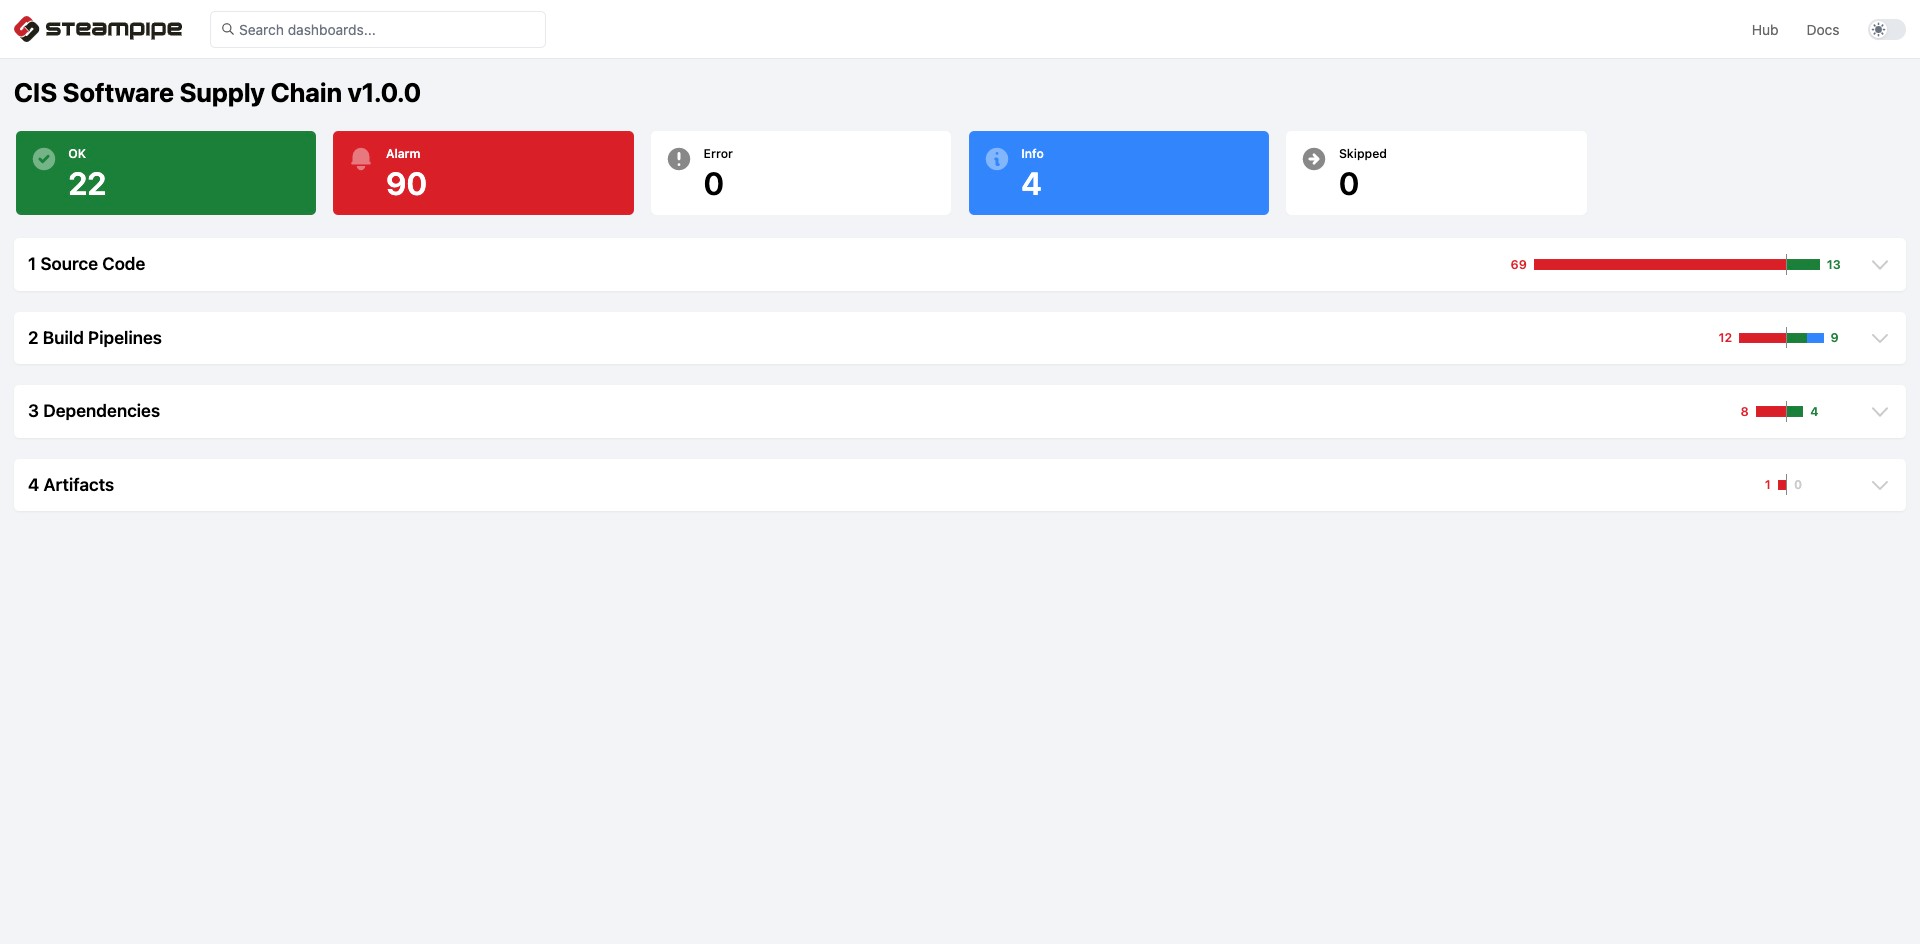 steampipe
Search dashboards...
Hub
Docs
CIS Software Supply Chain v1.0.0
OK
22
Alarm
90
Error
0
Info
4
Skipped
0
1 Source Code
69
13
2 Build Pipelines
12
9
3 Dependencies
8
4
4 Artifacts
1
0